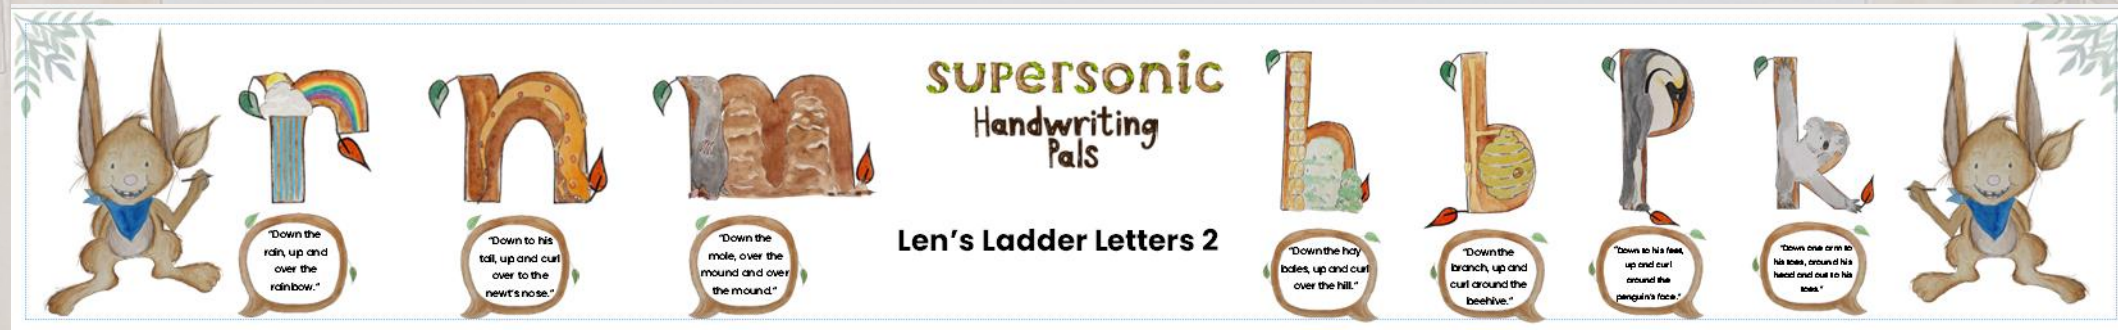 r
n
m
supersonic
Handwriting
Pals
Len's Ladder Letters 2
h
b
p
k
"Down the
rain, up and
over the
rainbow."
"Down to his
tail, up and curl
over to the
newt's nose."
"Down the
mole, over the
mound and over
the mound."
"Down the hay
bales, up and curl
over the hill."
"Down the
branch, up and
curl around the
beehive."
"Down to his feet,
up and curl
around the
penguin's face."
"Down one arm to
his toes, around his
head and out to his
toes."